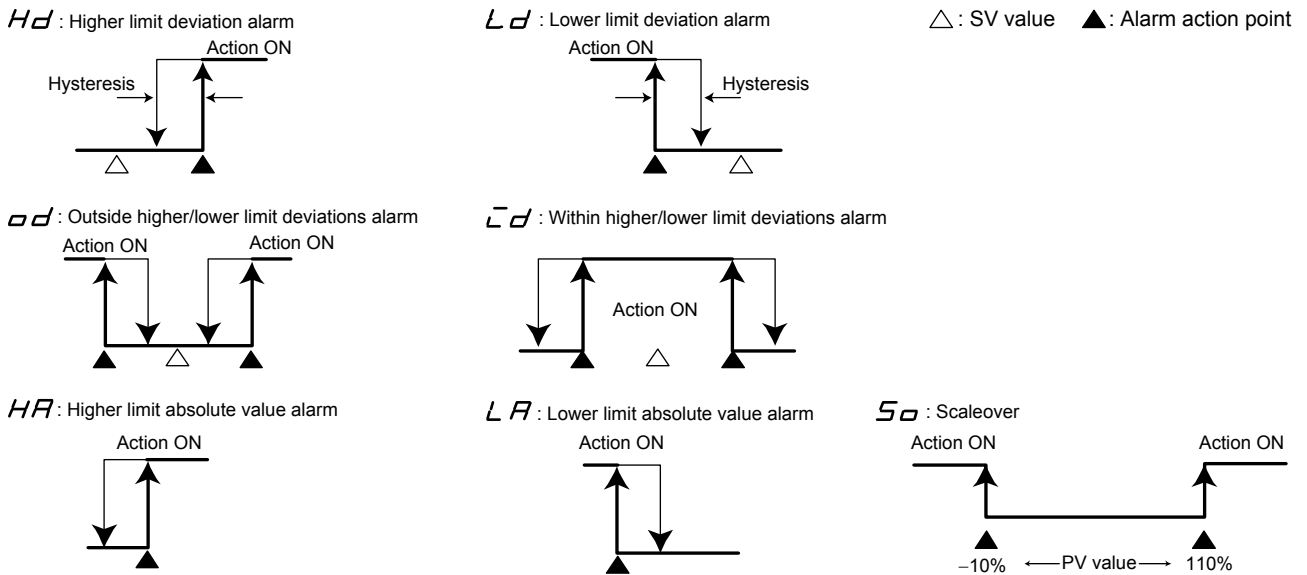 Hd : Higher limit deviation alarm
Ld : Lower limit deviation alarm
△ : SV value ▲ : Alarm action point
Action ON
Hysteresis
Action ON
Hysteresis
od : Outside higher/lower limit deviations alarm
id : Within higher/lower limit deviations alarm
Action ON
Action ON
Action ON
HA : Higher limit absolute value alarm
LA : Lower limit absolute value alarm
So : Scaleover
Action ON
Action ON
Action ON
Action ON
−10% ←PV value→ 110%